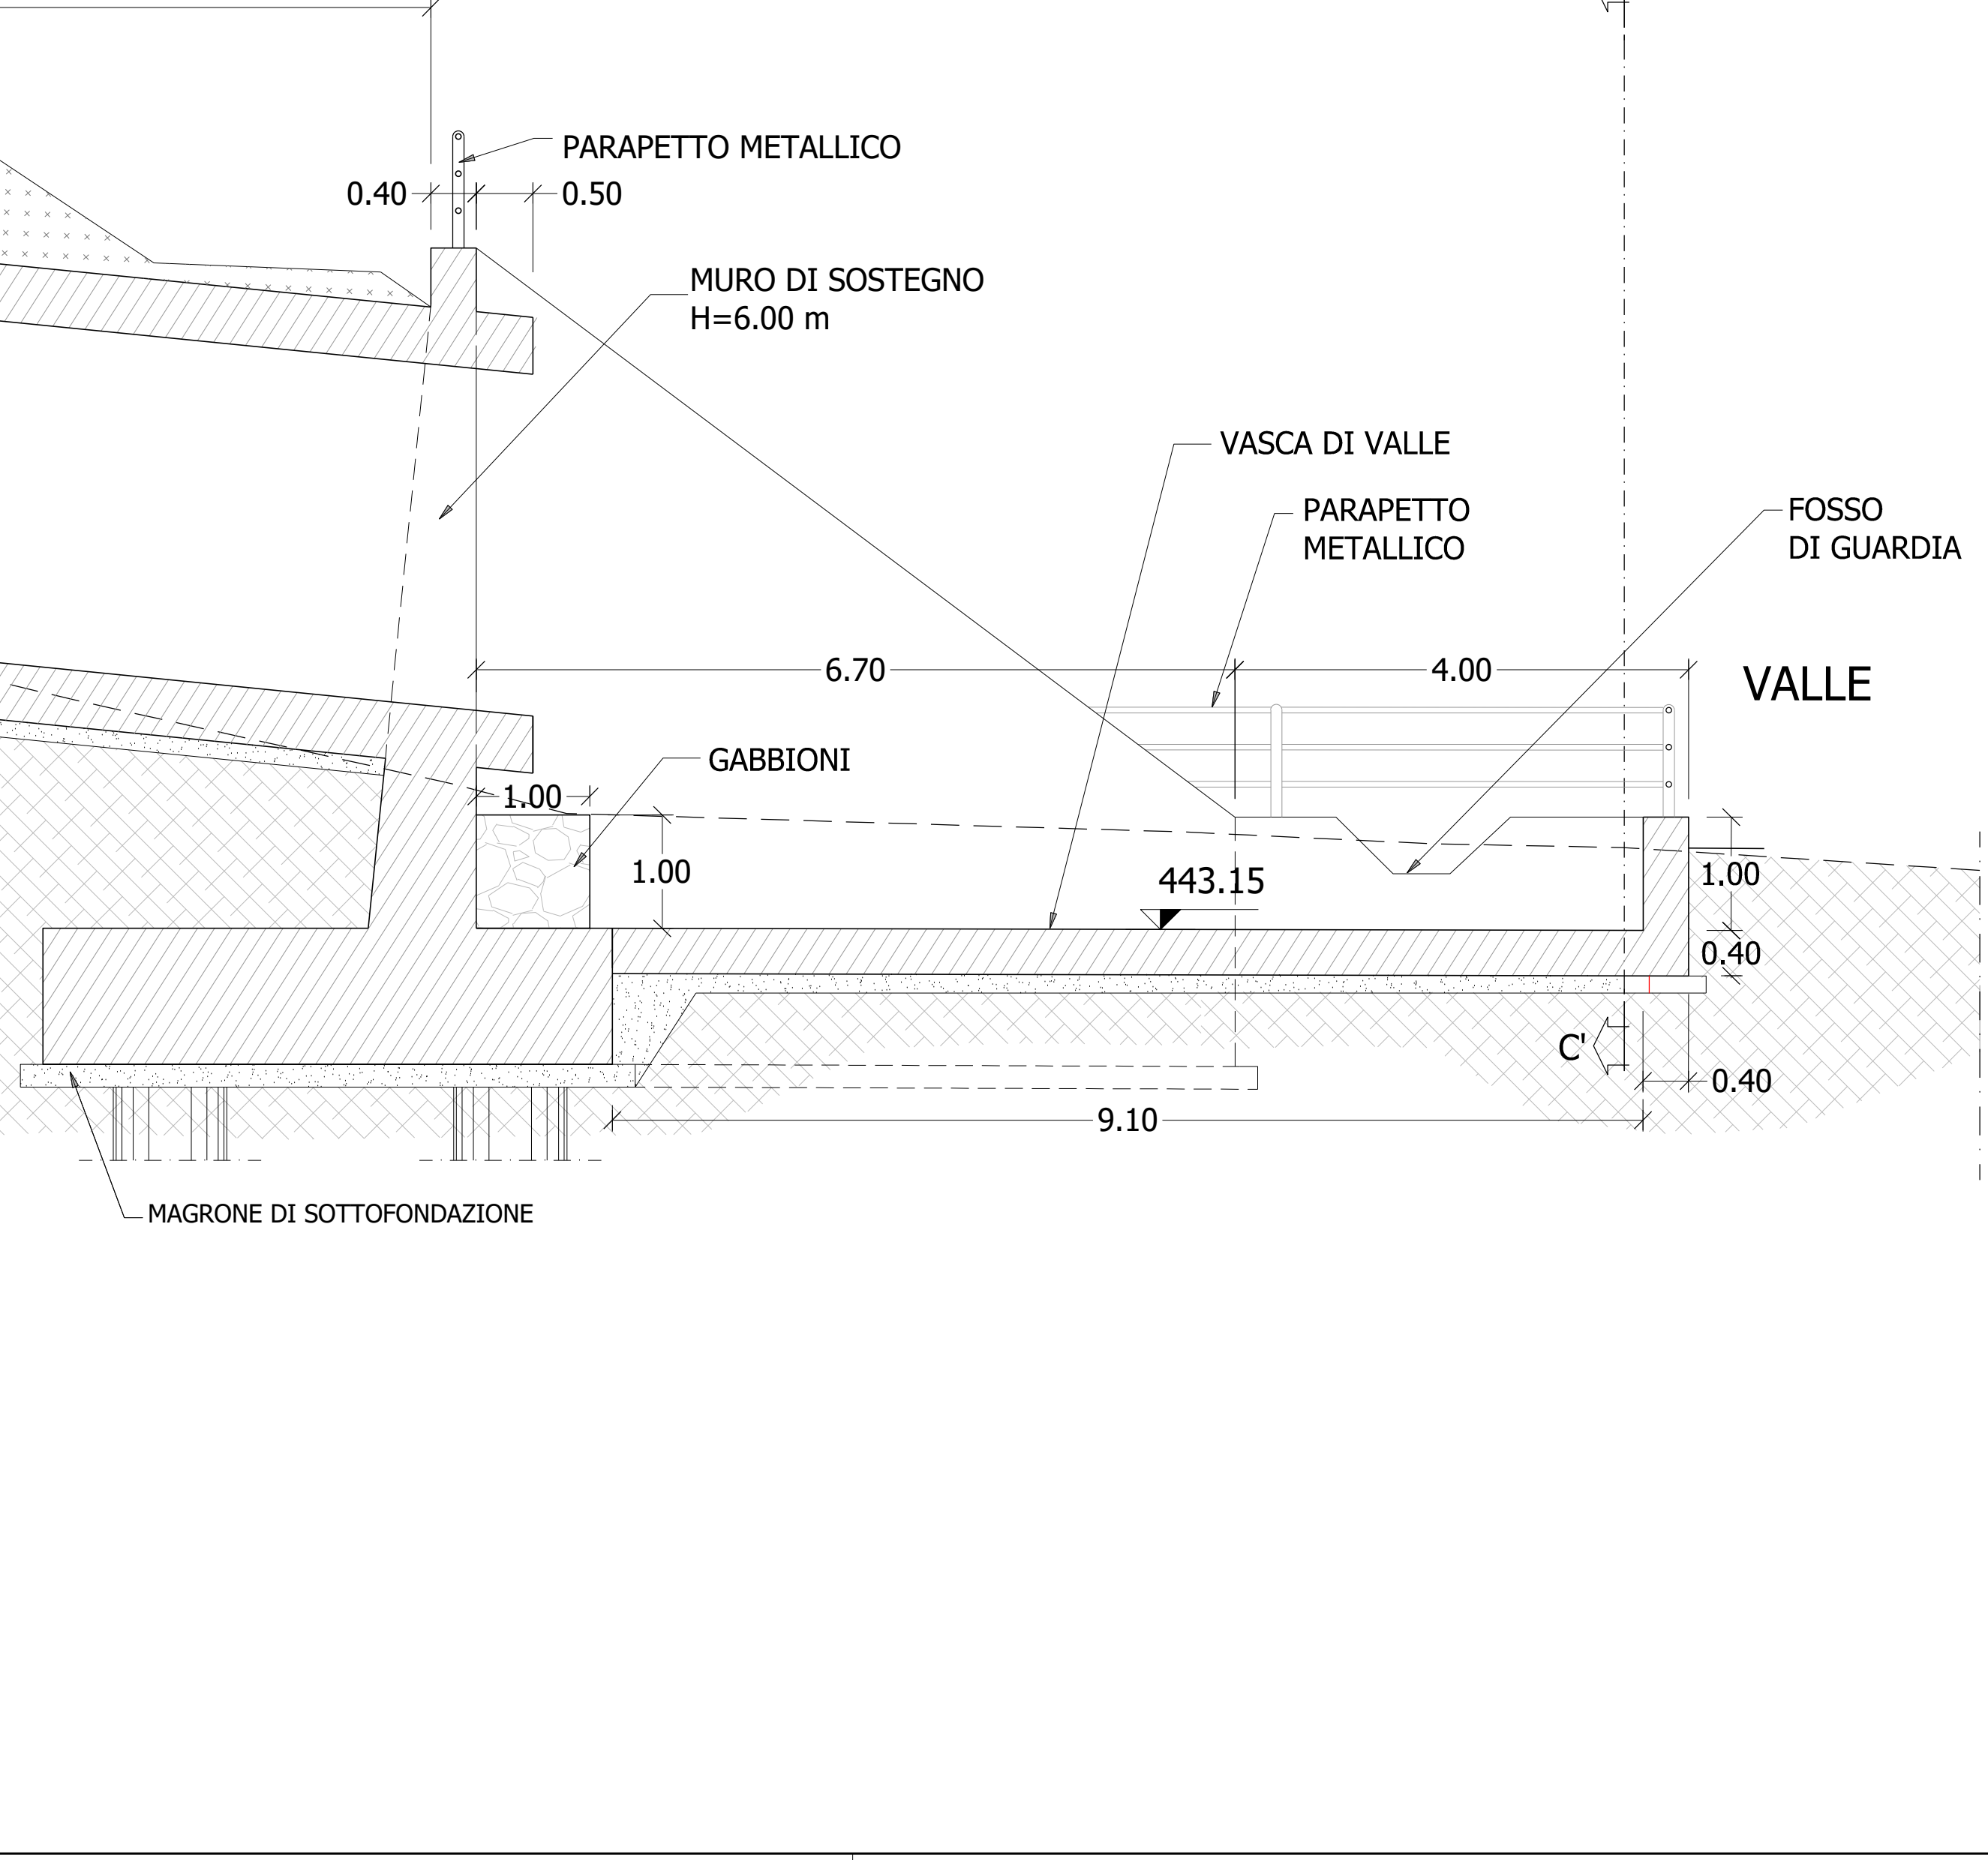 PARAPETTO METALLICO
0.40
0.50
MURO DI SOSTEGNO
H=6.00 m
VASCA DI VALLE
PARAPETTO
METALLICO
FOSSO
DI GUARDIA
6.70
4.00
VALLE
GABBIONI
1.00
1.00
443.15
1.00
0.40
C'
0.40
9.10
MAGRONE DI SOTTOFONDAZIONE